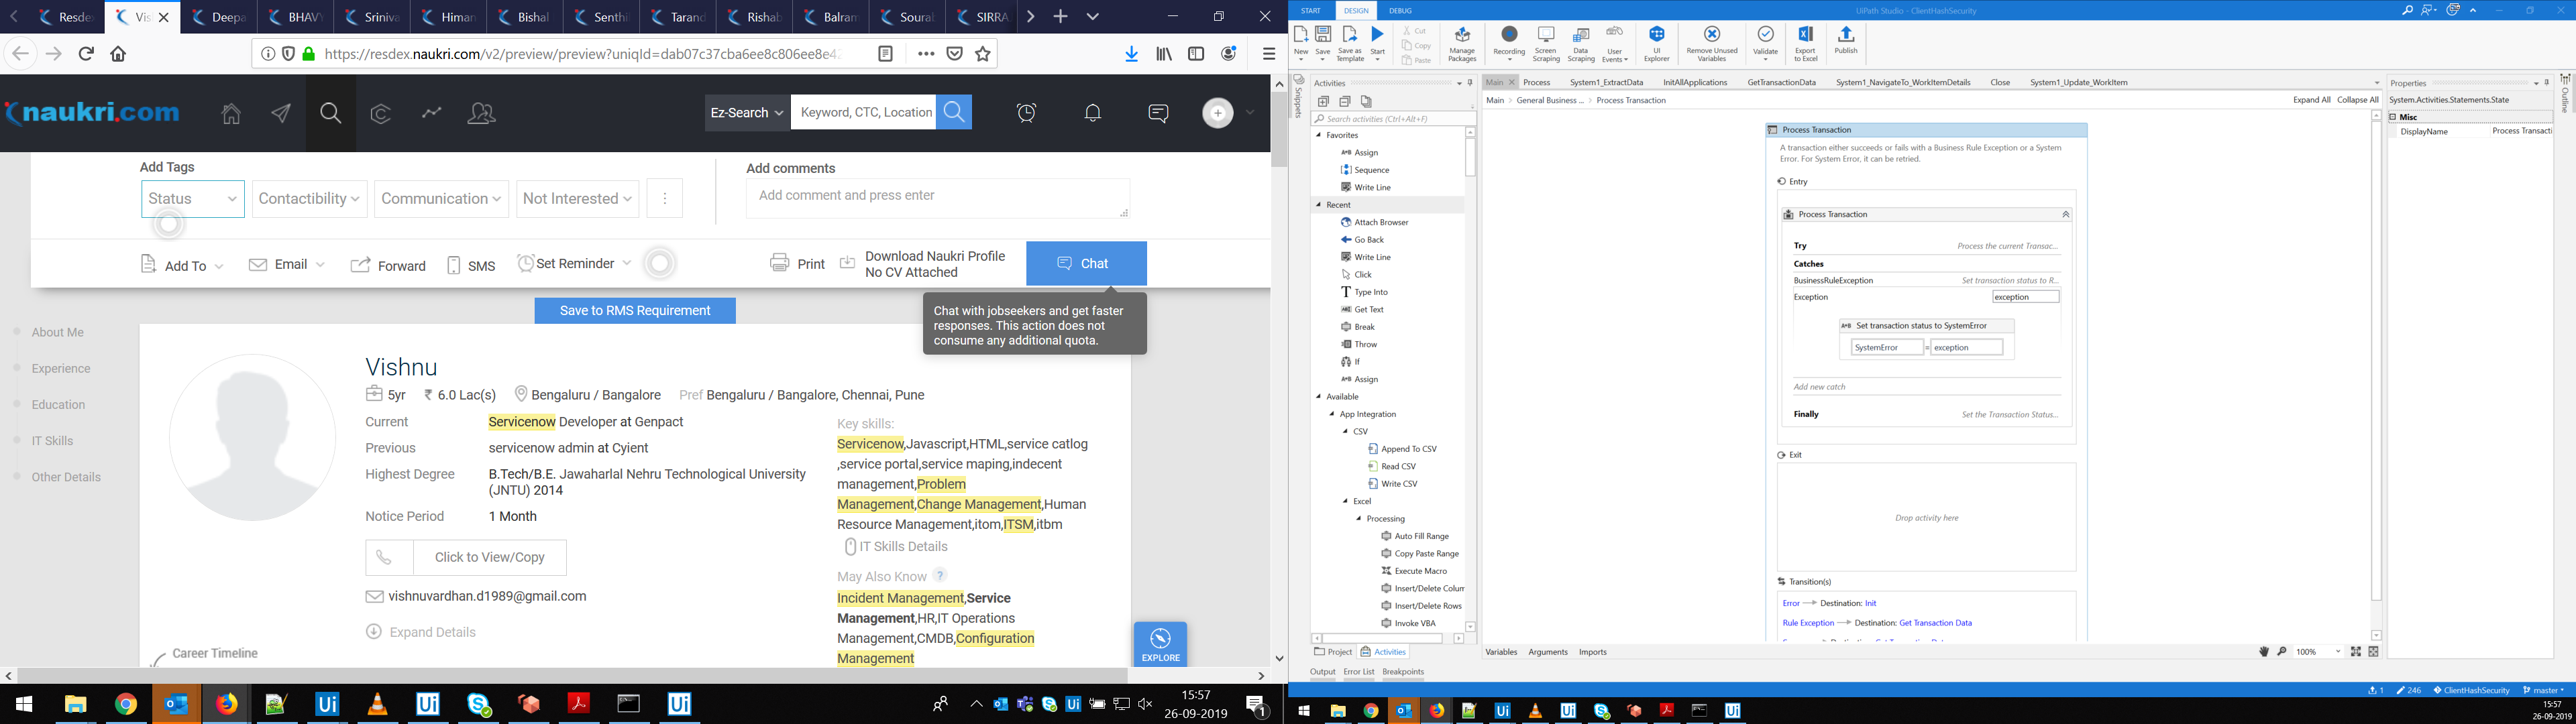 Resdex
Vis
Deepa
BHAVY
Sriniva
Himan
Bishal
Senthi
Tarand
Rishab
Balram
Soura
SIRRA
https://resdex.naukri.com/v2/preview/preview?uniqId=dab07c37cba6ee8c806ee8e4
naukri.com
Ez-Search
Keyword, CTC, Location
Add Tags
Status
Contactibility
Communication
Not Interested
Add comments
Add comment and press enter
Add To
Email
Forward
SMS
Set Reminder
Print
Download Naukri Profile
No CV Attached
Chat
Chat with jobseekers and get faster
responses. This action does not
consume any additional quota.
Save to RMS Requirement
About Me
Experience
Education
IT Skills
Other Details
Vishnu
5yr ₹ 6.0 Lac(s) Bengaluru / Bangalore Pref Bengaluru / Bangalore, Chennai, Pune
Current Servicenow Developer at Genpact
Previous servicenow admin at Cyient
Highest Degree B.Tech/B.E. Jawaharlal Nehru Technological University
(JNTU) 2014
Notice Period 1 Month
Click to View/Copy
vishnuvardhan.d1989@gmail.com
Expand Details
Career Timeline
Key skills:
Servicenow,Javascript,HTML,service catlog
,service portal,service maping,indecent
management,Problem
Management,Change Management,Human
Resource Management,itom,ITSM,itbm
IT Skills Details
May Also Know ?
Incident Management,Service
Management,HR,IT Operations
Management,CMDB,Configuration
Management
EXPLORE
15:57
26-09-2019
START DESIGN DEBUG
UiPath Studio - ClientHashSecurity
New
Save
Save as
Template
Start
Cut
Copy
Paste
Manage
Packages
Recording
Screen
Scraping
Data
Scraping
User
Events
UI
Explorer
Remove Unused
Variables
Validate
Export
to Excel
Publish
Snippets
Activities
Search activities (Ctrl+Alt+F)
Favorites
Assign
Sequence
Write Line
Recent
Attach Browser
Go Back
Write Line
Click
Type Into
Get Text
Break
Throw
If
Assign
Available
App Integration
CSV
Append To CSV
Read CSV
Write CSV
Excel
Processing
Auto Fill Range
Copy Paste Range
Execute Macro
Insert/Delete Colum
Insert/Delete Rows
Invoke VBA
Project
Activities
Output Error List Breakpoints
Main Process System1_ExtractData InitAllApplications GetTransactionData System1_NavigateTo_WorkItemDetails Close System1_Update_WorkItem
Main > General Business ... > Process Transaction
Expand All Collapse All
Process Transaction
A transaction either succeeds or fails with a Business Rule Exception or a System
Error. For System Error, it can be retried.
Entry
Process Transaction
Try Process the current Transac...
Catches
BusinessRuleException Set transaction status to R...
Exception exception
Set transaction status to SystemError
SystemError = exception
Add new catch
Finally Set the Transaction Status...
Exit
Drop activity here
Transition(s)
Error Destination: Init
Rule Exception Destination: Get Transaction Data
Variables Arguments Imports
100%
Properties
System.Activities.Statements.State
Misc
DisplayName Process Transacti
Outline
1 246 ClientHashSecurity master
15:57
26-09-2019